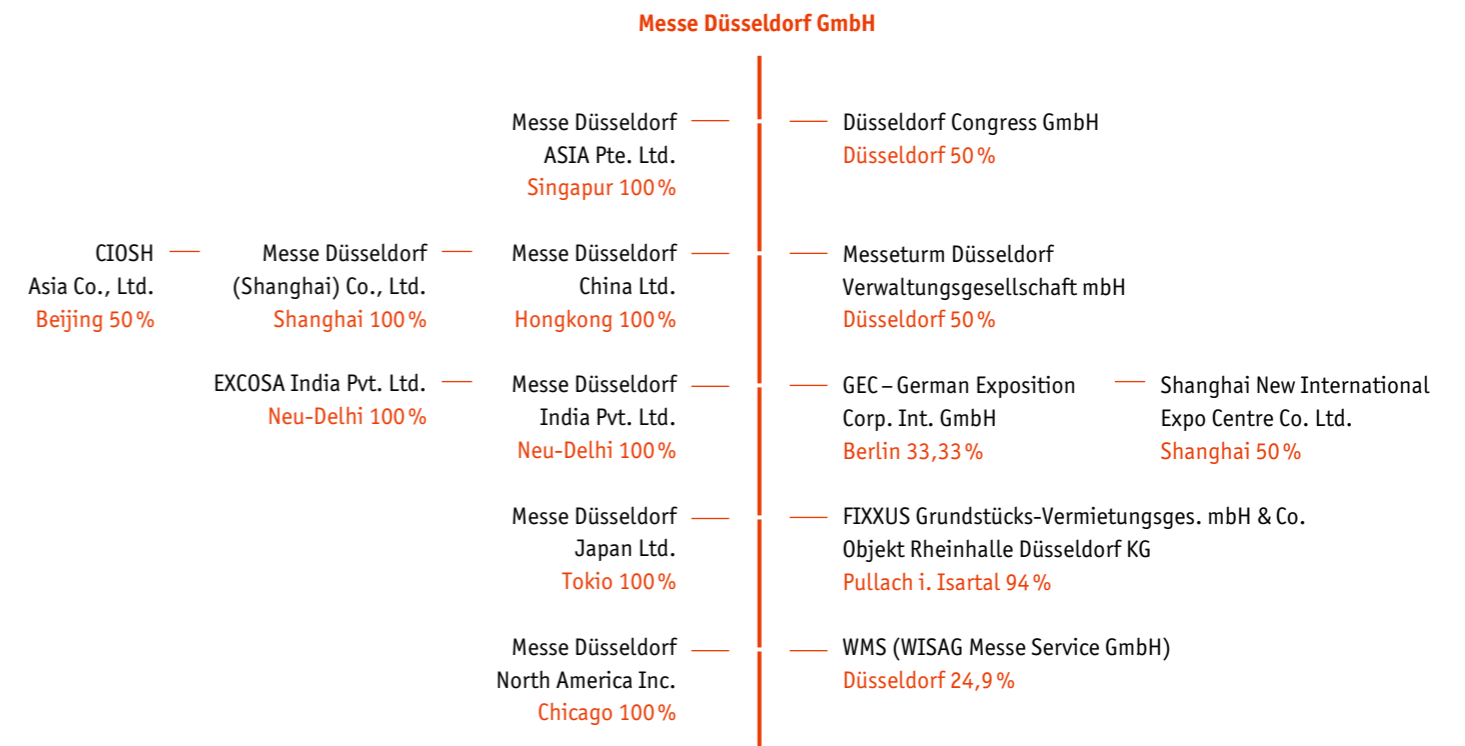 Messe Düsseldorf GmbH
Messe Düsseldorf
ASIA Pte. Ltd.
Singapur 100 %
Düsseldorf Congress GmbH
Düsseldorf 50 %
CIOSH
Asia Co., Ltd.
Beijing 50 %
Messe Düsseldorf
(Shanghai) Co., Ltd.
Shanghai 100 %
Messe Düsseldorf
China Ltd.
Hongkong 100 %
Messeturm Düsseldorf
Verwaltungsgesellschaft mbH
Düsseldorf 50 %
EXCOSA India Pvt. Ltd.
Neu-Delhi 100 %
Messe Düsseldorf
India Pvt. Ltd.
Neu-Delhi 100 %
GEC – German Exposition
Corp. Int. GmbH
Berlin 33,33 %
Shanghai New International
Expo Centre Co. Ltd.
Shanghai 50 %
Messe Düsseldorf
Japan Ltd.
Tokio 100 %
FIXXUS Grundstücks-Vermietungsges. mbH & Co.
Objekt Rheinhalle Düsseldorf KG
Pullach i. Isartal 94 %
Messe Düsseldorf
North America Inc.
Chicago 100 %
WMS (WISAG Messe Service GmbH)
Düsseldorf 24,9 %